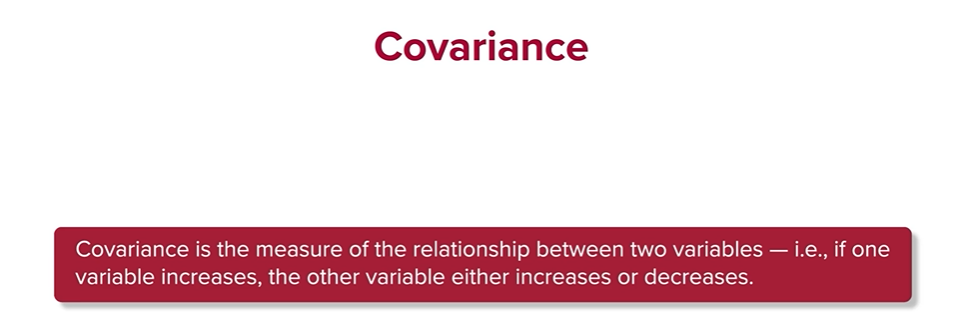 Covariance
Covariance is the measure of the relationship between two variables — i.e., if one
variable increases, the other variable either increases or decreases.